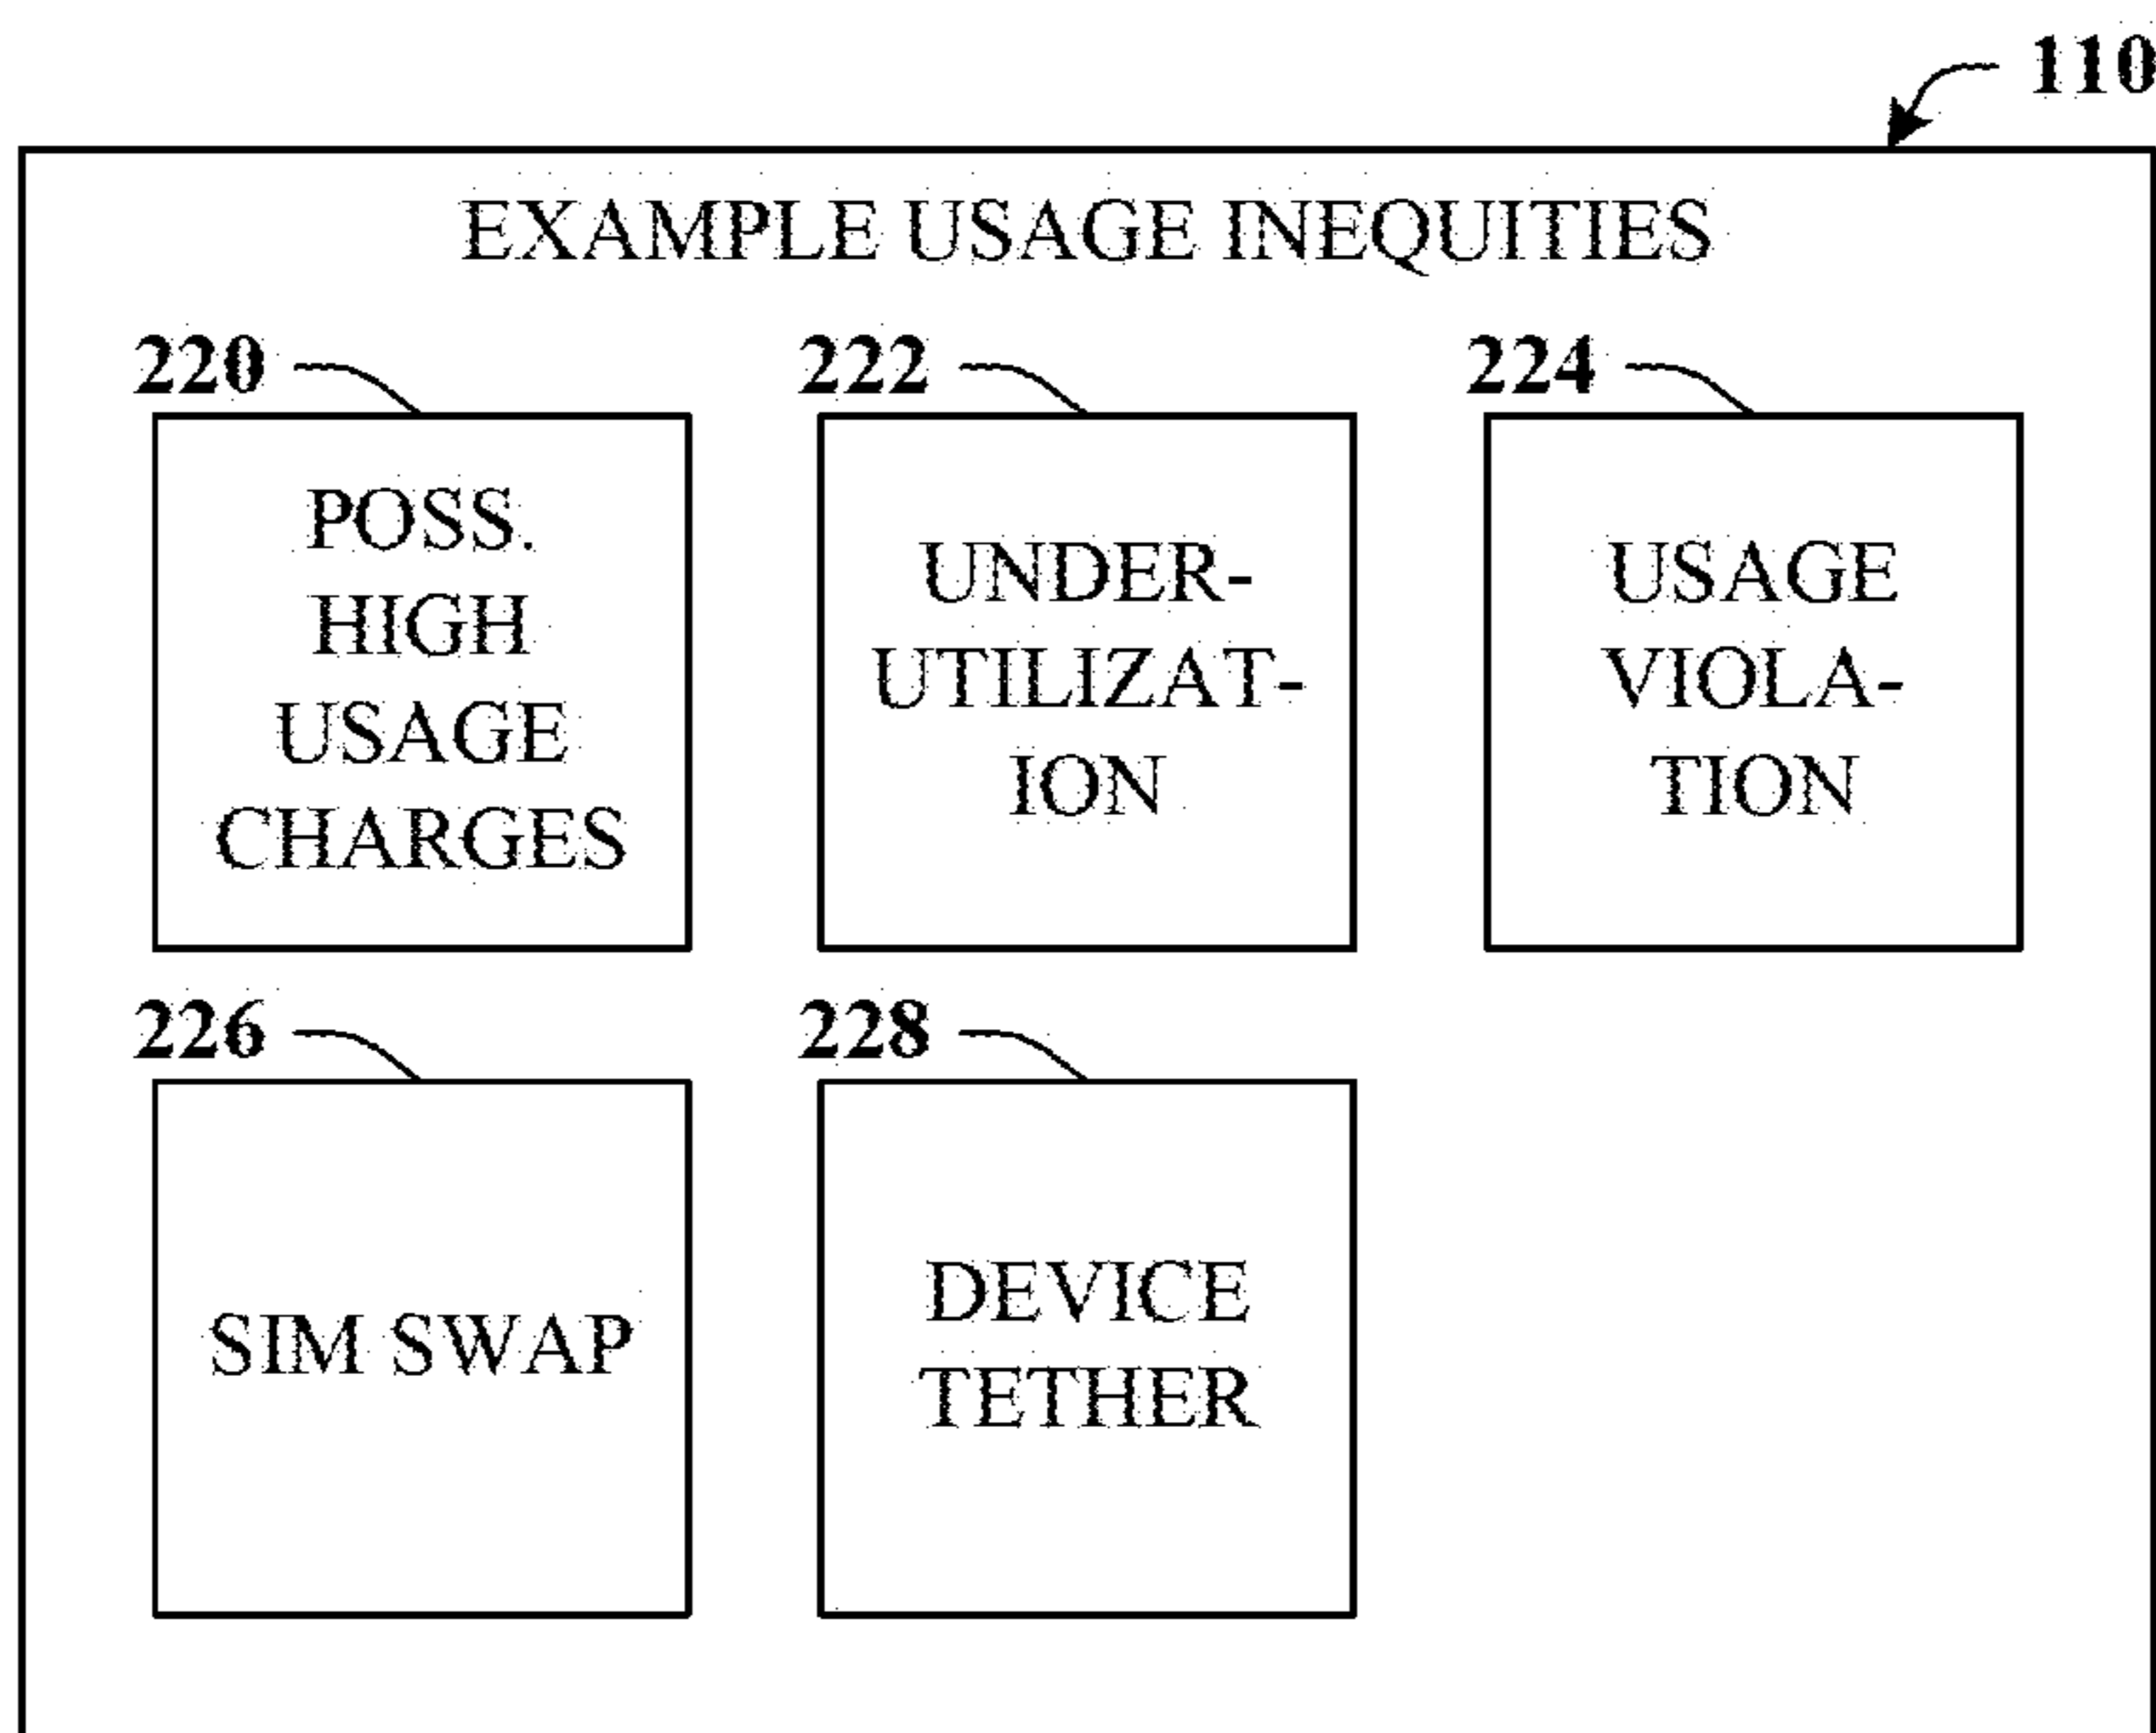 110
EXAMPLE USAGE INEQUITIES
220
POSS.
HIGH
USAGE
CHARGES
222
UNDER-
UTILIZAT-
ION
224
USAGE
VIOLA-
TION
226
SIM SWAP
228
DEVICE
TETHER